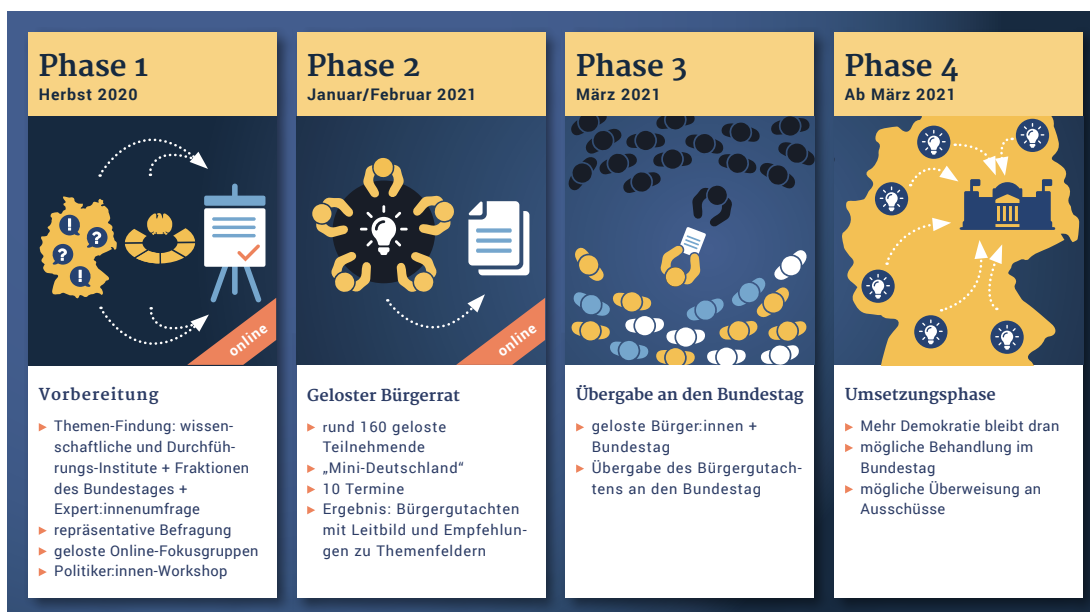 Phase 1
Herbst 2020
! ? ? !
online
Vorbereitung
▶ Themen-Findung: wissen-
schaftliche und Durchfüh-
rungs-Institute + Fraktionen
des Bundestages +
Expert:innenumfrage
▶ repräsentative Befragung
▶ geloste Online-Fokusgruppen
▶ Politiker:innen-Workshop
Phase 2
Januar/Februar 2021
online
Geloster Bürgerrat
▶ rund 160 geloste
Teilnehmende
▶ „Mini-Deutschland“
▶ 10 Termine
▶ Ergebnis: Bürgergutachten
mit Leitbild und Empfehlun-
gen zu Themenfeldern
Phase 3
März 2021
Übergabe an den Bundestag
▶ geloste Bürger:innen +
Bundestag
▶ Übergabe des Bürgergutach-
tens an den Bundestag
Phase 4
Ab März 2021
Umsetzungsphase
▶ Mehr Demokratie bleibt dran
▶ mögliche Behandlung im
Bundestag
▶ mögliche Überweisung an
Ausschüsse